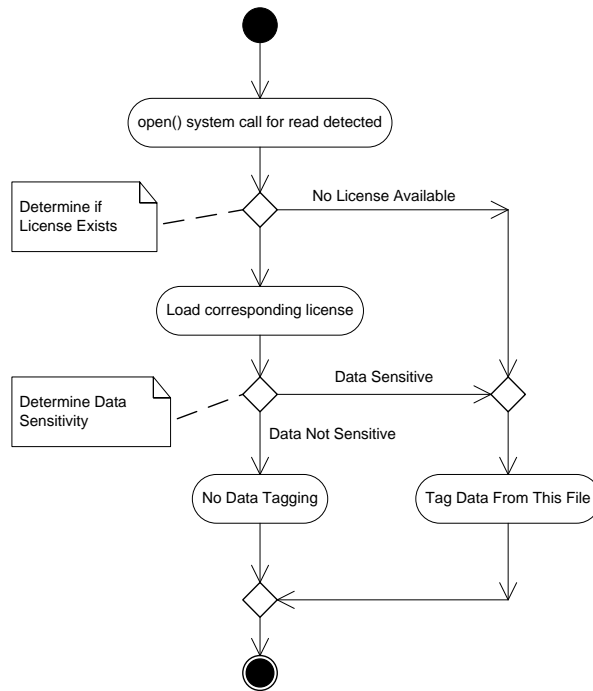 open() system call for read detected
Determine if
License Exists
No License Available
Load corresponding license
Determine Data
Sensitivity
Data Sensitive
Data Not Sensitive
No Data Tagging
Tag Data From This File